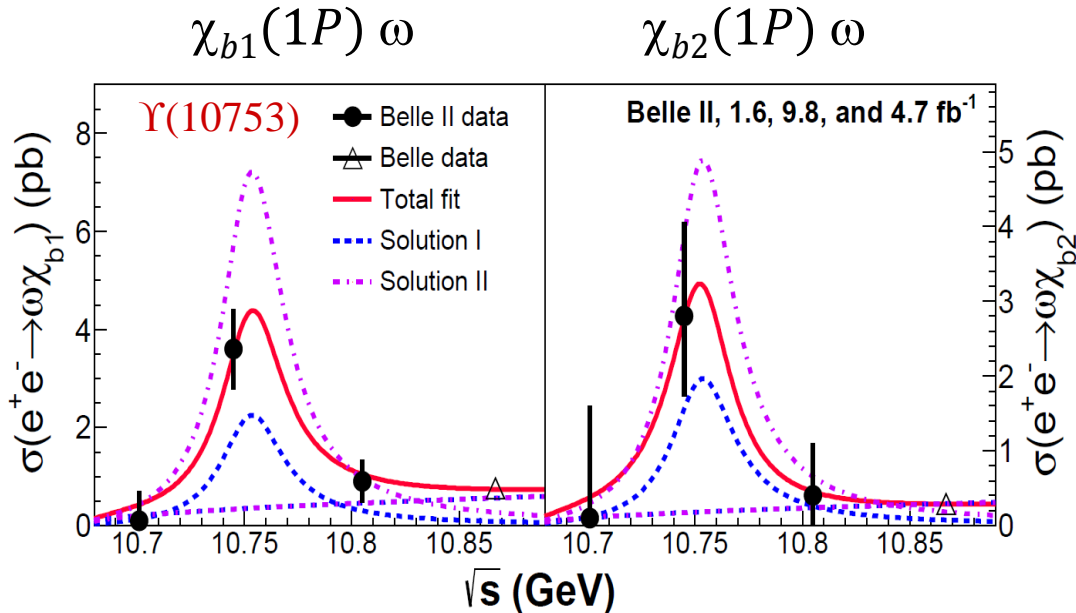 χb1(1P) ω
χb2(1P) ω
ϒ(10753)
Belle II data
Belle data
Total fit
Solution I
Solution II
Belle II, 1.6, 9.8, and 4.7 fb-1
σ(e+e-→ωχb1) (pb)
8
6
4
2
0
σ(e+e-→ωχb2) (pb)
5
4
3
2
1
0
10.7 10.75 10.8 10.85 10.7 10.75 10.8 10.85
√s (GeV)